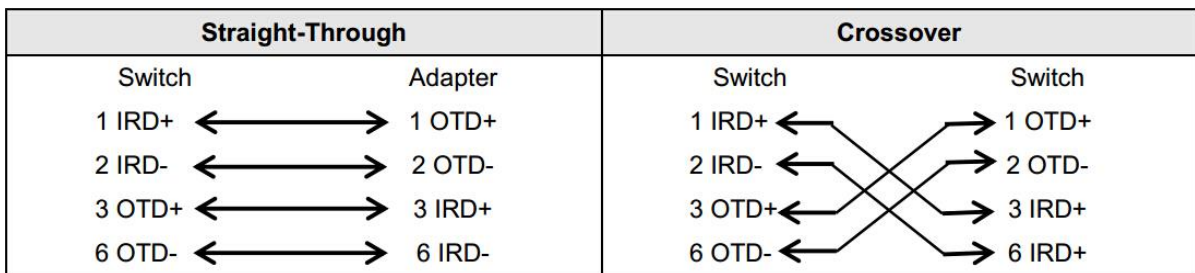 Straight-Through Crossover
Switch Adapter Switch Switch
1 IRD+ 1 OTD+ 1 IRD+ 1 OTD+
2 IRD- 2 OTD- 2 IRD- 2 OTD-
3 OTD+ 3 IRD+ 3 OTD+ 3 IRD+
6 OTD- 6 IRD- 6 OTD- 6 IRD+